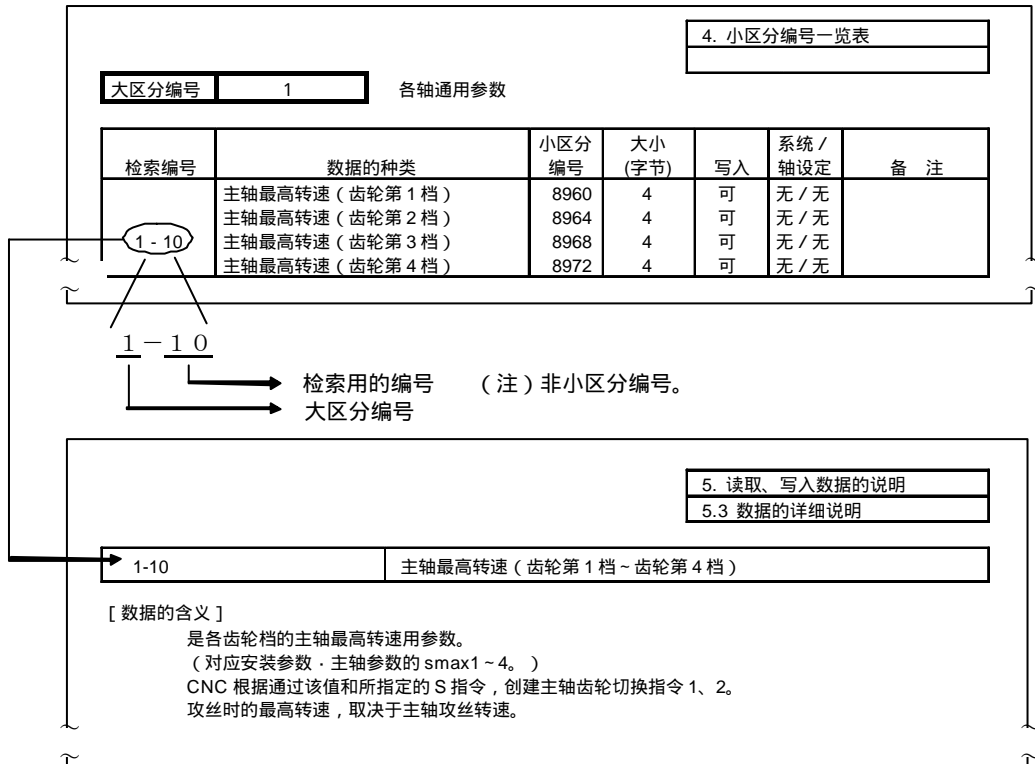 4. 小区分编号一览表
大区分编号 1 各轴通用参数
检索编号 数据的种类 小区分编号 大小(字节) 写入 系统 / 轴设定 备 注
主轴最高转速（齿轮第 1 档） 8960 4 可 无 / 无
主轴最高转速（齿轮第 2 档） 8964 4 可 无 / 无
1 - 10 主轴最高转速（齿轮第 3 档） 8968 4 可 无 / 无
主轴最高转速（齿轮第 4 档） 8972 4 可 无 / 无
１－１０
检索用的编号 （注）非小区分编号。
大区分编号
5. 读取、写入数据的说明
5.3 数据的详细说明
1-10 主轴最高转速（齿轮第 1 档 ~ 齿轮第 4 档）
[ 数据的含义 ]
是各齿轮档的主轴最高转速用参数。
（对应安装参数 · 主轴参数的 smax1 ~ 4。）
CNC 根据通过该值和所指定的 S 指令，创建主轴齿轮切换指令 1、2。
攻丝时的最高转速，取决于主轴攻丝转速。